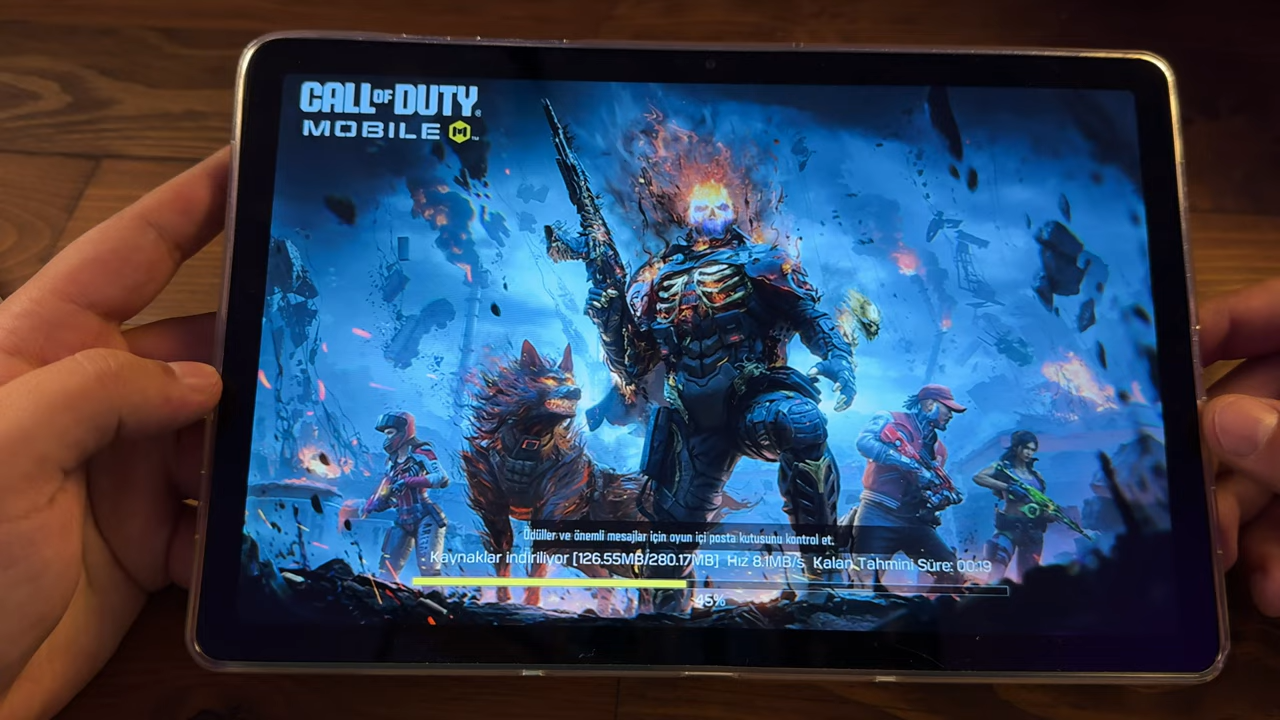 CALL OF DUTY®
MOBILE M™
Ödüller ve önemli mesajlar için oyun içi posta kutusunu kontrol et.
Kaynaklar indiriliyor [126.55MB/280.17MB] Hız 8.1MB/s Kalan Tahmini Süre: 00:19
45%